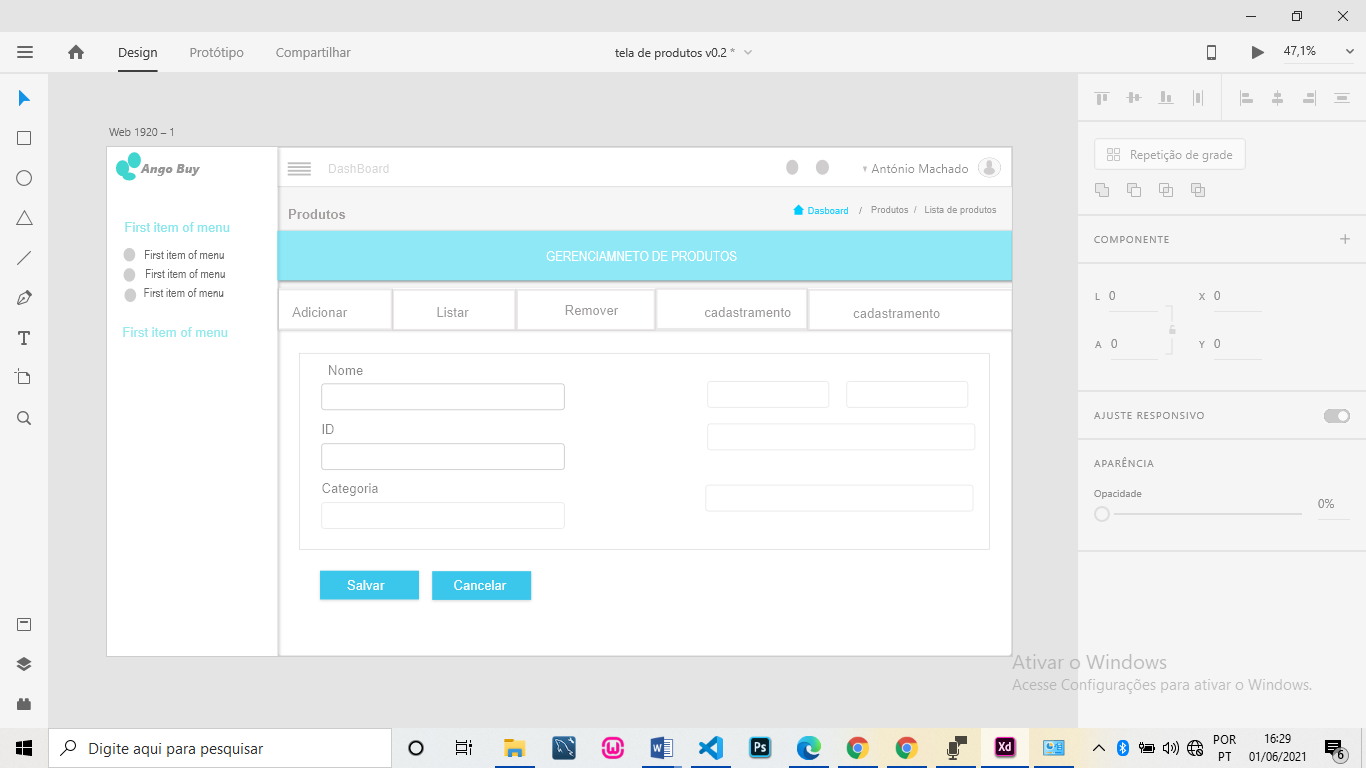 Design
Protótipo
Compartilhar
tela de produtos v0.2 *
47,1%
Web 1920 – 1
Ango Buy
DashBoard
António Machado
Produtos
Dasboard / Produtos / Lista de produtos
First item of menu
First item of menu
First item of menu
First item of menu
First item of menu
GERENCIAMNETO DE PRODUTOS
Adicionar
Listar
Remover
cadastramento
cadastramento
Nome
ID
Categoria
Salvar
Cancelar
Repetição de grade
COMPONENTE
L 0
X 0
A 0
Y 0
AJUSTE RESPONSIVO
APARÊNCIA
Opacidade
0%
Ativar o Windows
Acesse Configurações para ativar o Windows.
Digite aqui para pesquisar
W
Ps
Xd
POR
PT
16:29
01/06/2021
6